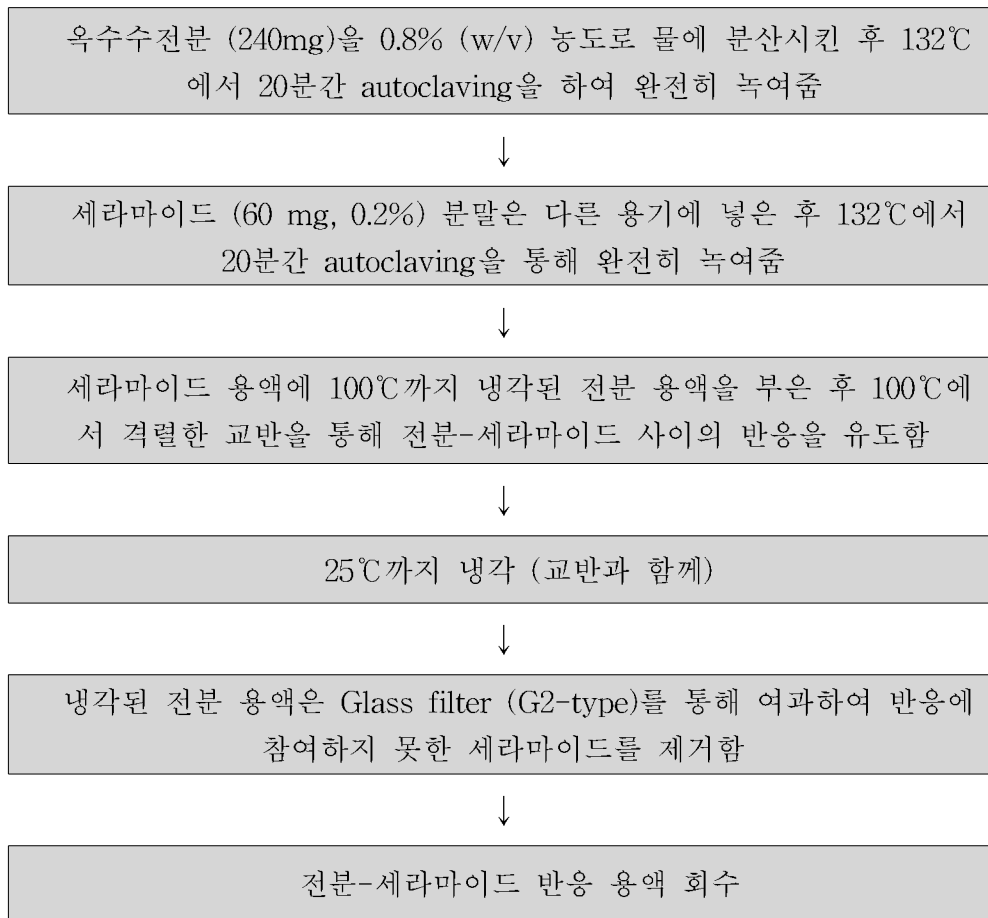 옥수수전분 (240mg)을 0.8% (w/v) 농도로 물에 분산시킨 후 132℃
에서 20분간 autoclaving을 하여 완전히 녹여줌
↓
세라마이드 (60 mg, 0.2%) 분말은 다른 용기에 넣은 후 132℃에서
20분간 autoclaving을 통해 완전히 녹여줌
↓
세라마이드 용액에 100℃까지 냉각된 전분 용액을 부은 후 100℃에
서 격렬한 교반을 통해 전분-세라마이드 사이의 반응을 유도함
↓
25℃까지 냉각 (교반과 함께)
↓
냉각된 전분 용액은 Glass filter (G2-type)를 통해 여과하여 반응에
참여하지 못한 세라마이드를 제거함
↓
전분-세라마이드 반응 용액 회수